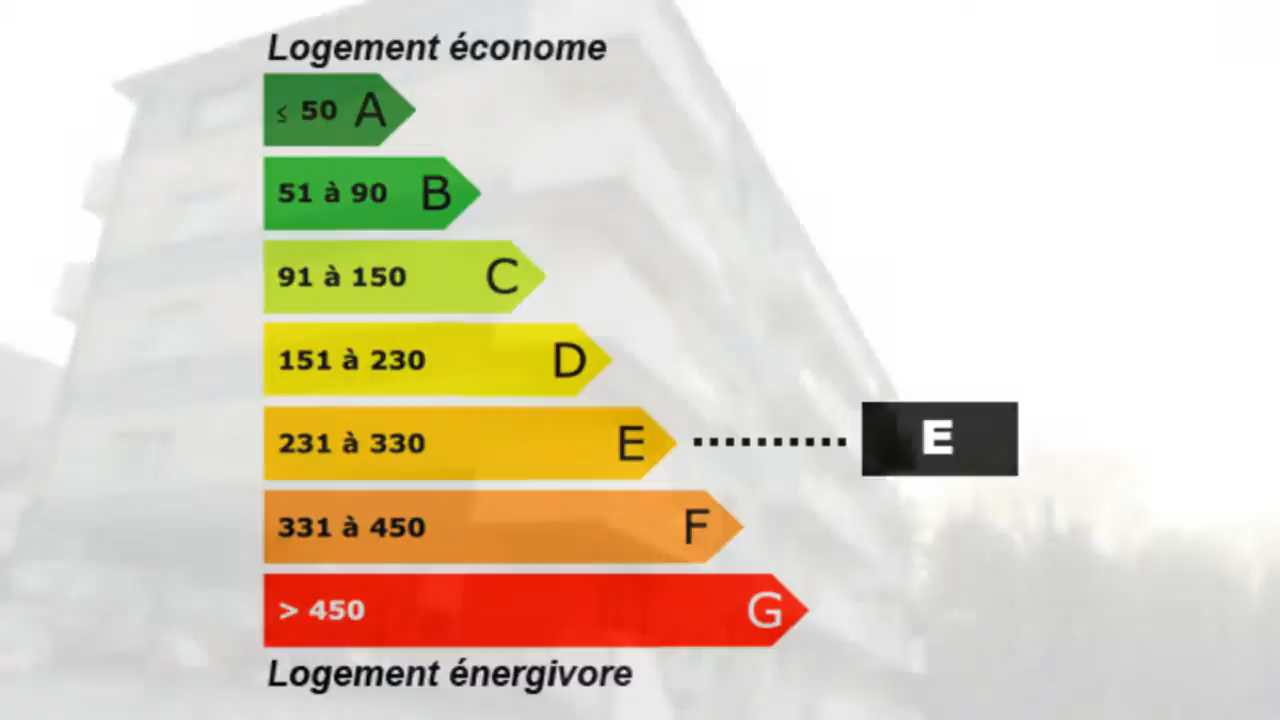 Logement économe
≤ 50 A
51 à 90 B
91 à 150 C
151 à 230 D
231 à 330 E
E
331 à 450 F
> 450 G
Logement énergivore